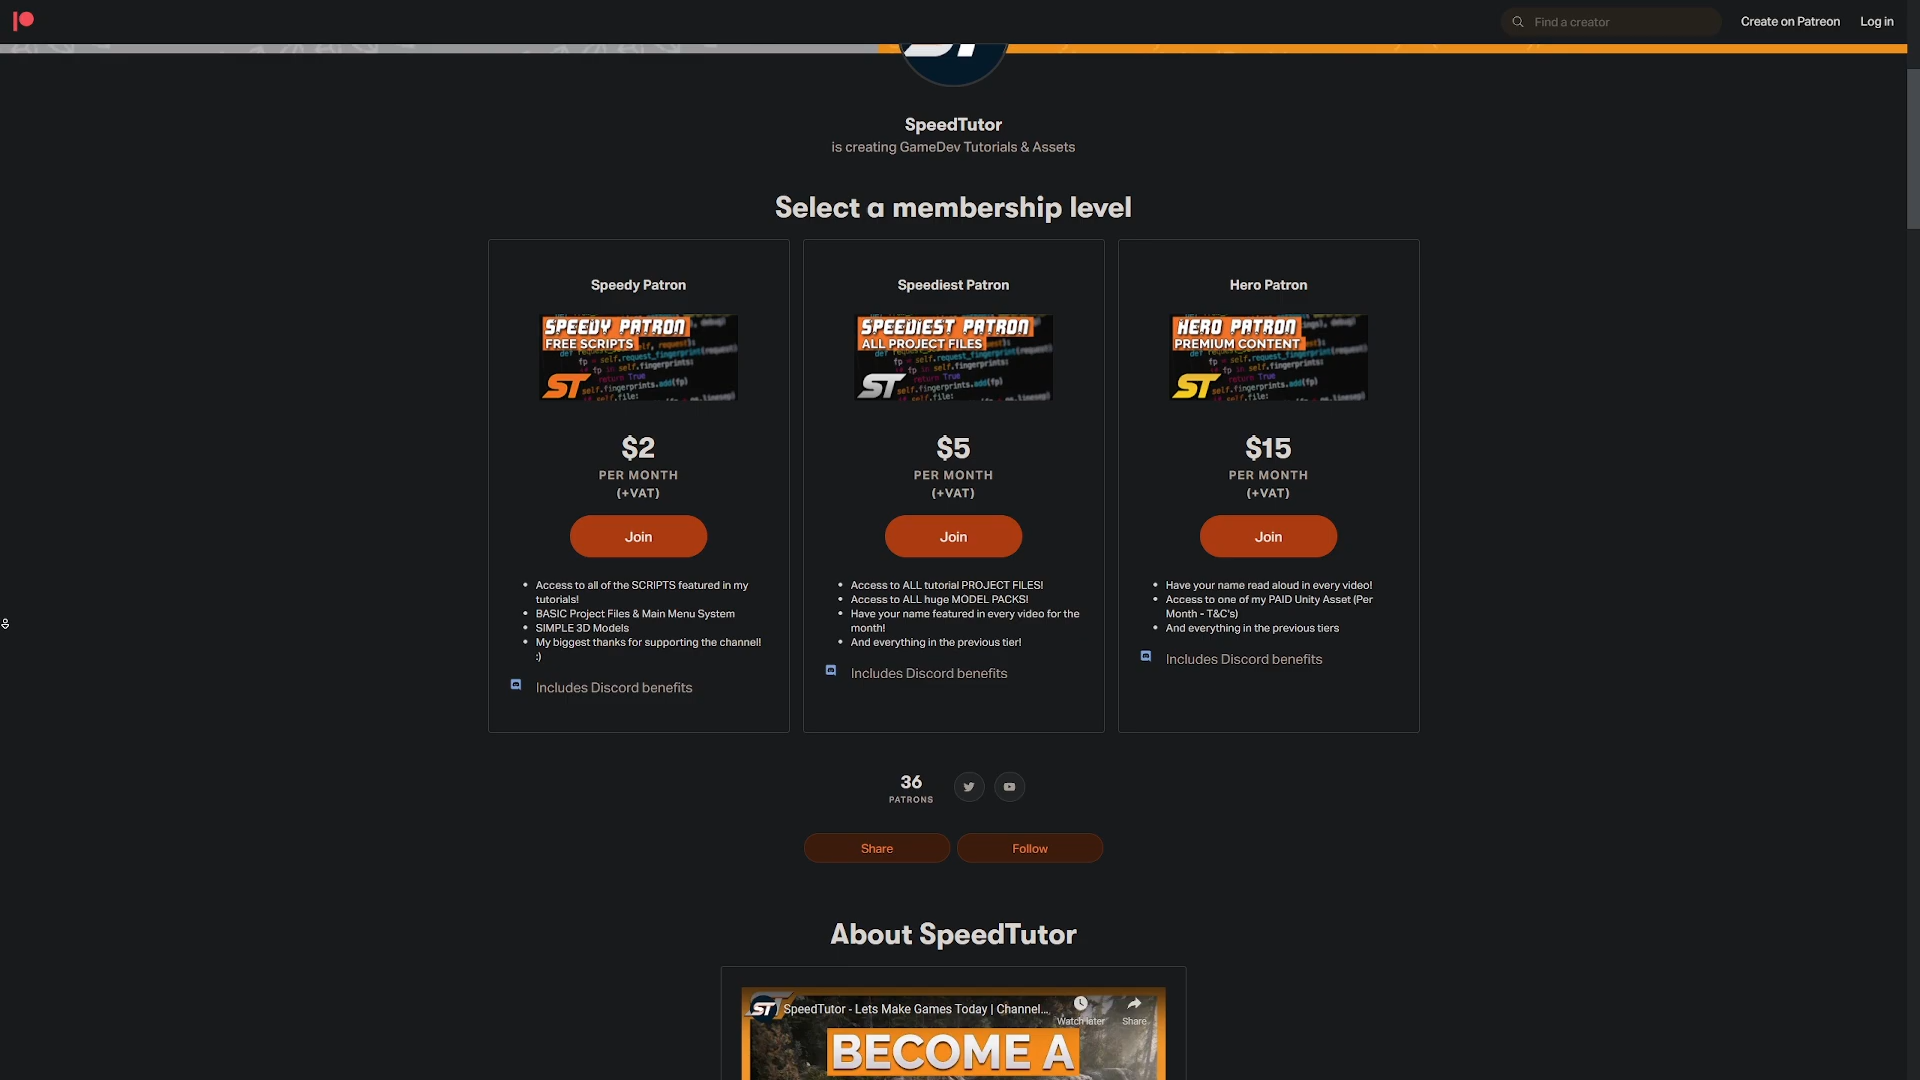 Find a creator
Create on Patreon
Log in
ST
SpeedTutor
is creating GameDev Tutorials & Assets
Select a membership level
Speedy Patron
SPEEDY PATRON
FREE SCRIPTS
ST
$2
PER MONTH
(+VAT)
Join
Access to all of the SCRIPTS featured in my
tutorials!
BASIC Project Files & Main Menu System
SIMPLE 3D Models
My biggest thanks for supporting the channel!
:)
Includes Discord benefits
Speediest Patron
SPEEDIEST PATRON
ALL PROJECT FILES
ST
$5
PER MONTH
(+VAT)
Join
Access to ALL tutorial PROJECT FILES!
Access to ALL huge MODEL PACKS!
Have your name featured in every video for the
month!
And everything in the previous tier!
Includes Discord benefits
Hero Patron
HERO PATRON
PREMIUM CONTENT
ST
$15
PER MONTH
(+VAT)
Join
Have your name read aloud in every video!
Access to one of my PAID Unity Asset (Per
Month - T&C's)
And everything in the previous tiers
Includes Discord benefits
36
PATRONS
Share
Follow
About SpeedTutor
ST
SpeedTutor - Lets Make Games Today | Channel...
Watch later
Share
BECOME A